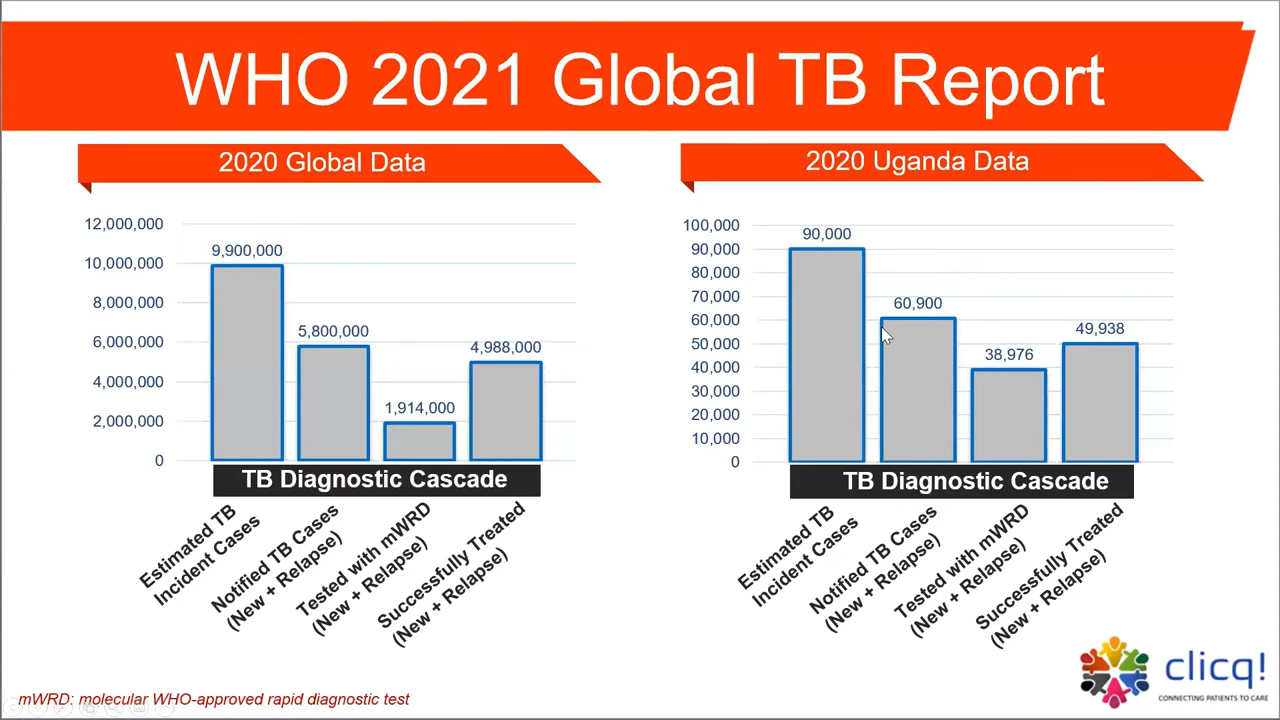 WHO 2021 Global TB Report
2020 Global Data
12,000,000
10,000,000
8,000,000
6,000,000
4,000,000
2,000,000
0
9,900,000
5,800,000
1,914,000
4,988,000
TB Diagnostic Cascade
Estimated TB
Incident Cases
Notified TB Cases
(New + Relapse)
Tested with mWRD
(New + Relapse)
Successfully Treated
(New + Relapse)
2020 Uganda Data
100,000
90,000
80,000
70,000
60,000
50,000
40,000
30,000
20,000
10,000
0
90,000
60,900
38,976
49,938
TB Diagnostic Cascade
Estimated TB
Incident Cases
Notified TB Cases
(New + Relapse)
Tested with mWRD
(New + Relapse)
Successfully Treated
(New + Relapse)
mWRD: molecular WHO-approved rapid diagnostic test
clicq!
CONNECTING PATIENTS TO CARE